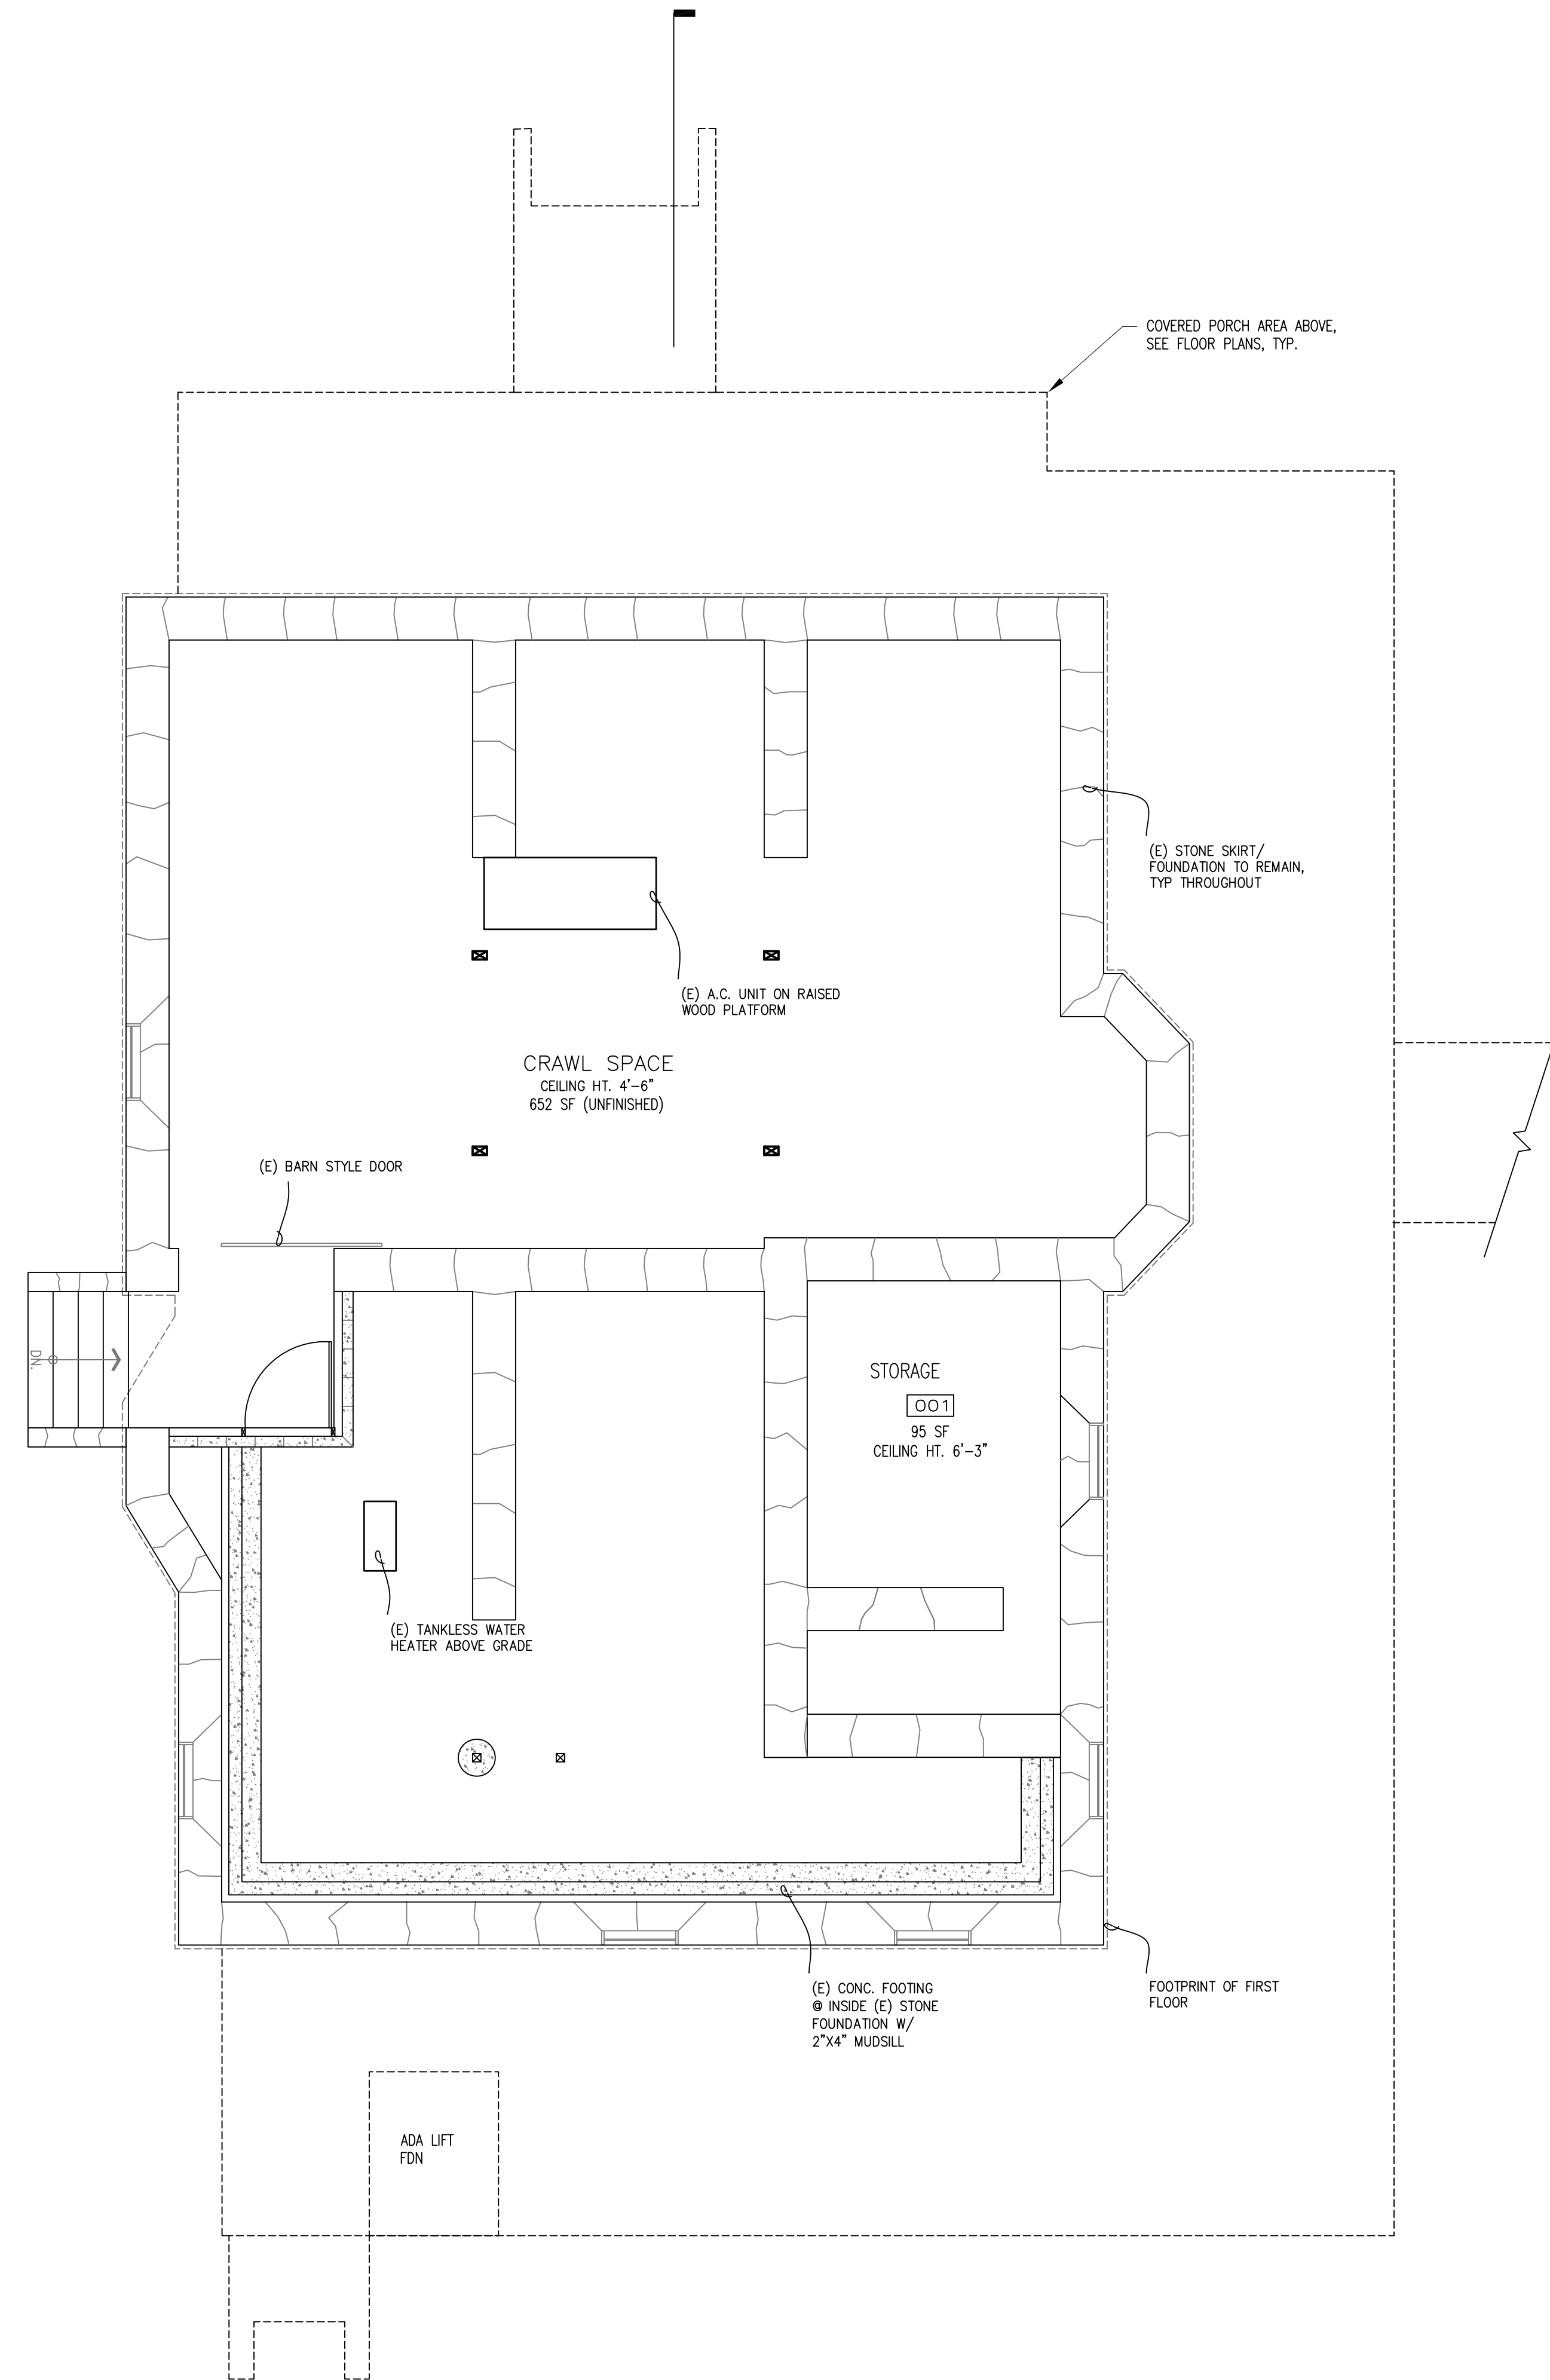 COVERED PORCH AREA ABOVE,
SEE FLOOR PLANS, TYP.
(E) STONE SKIRT/
FOUNDATION TO REMAIN,
TYP THROUGHOUT
(E) A.C. UNIT ON RAISED
WOOD PLATFORM
CRAWL SPACE
CEILING HT. 4'-6"
652 SF (UNFINISHED)
(E) BARN STYLE DOOR
DN.
STORAGE
001
95 SF
CEILING HT. 6'-3"
(E) TANKLESS WATER
HEATER ABOVE GRADE
(E) CONC. FOOTING
@ INSIDE (E) STONE
FOUNDATION W/
2"X4" MUDSILL
FOOTPRINT OF FIRST
FLOOR
ADA LIFT
FDN